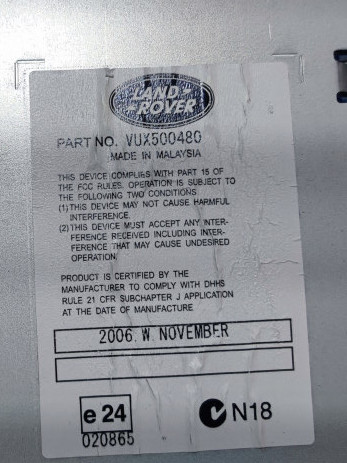 LAND
ROVER
PART NO. VUX500480
MADE IN MALAYSIA
THIS DEVICE COMPLIES WITH PART 15 OF
THE FCC RULES. OPERATION IS SUBJECT TO
THE FOLLOWING TWO CONDITIONS
(1)THIS DEVICE MAY NOT CAUSE HARMFUL
INTERFERENCE.
(2)THIS DEVICE MUST ACCEPT ANY INTER-
FERENCE RECEIVED INCLUDING INTER-
FERENCE THAT MAY CAUSE UNDESIRED
OPERATION.
PRODUCT IS CERTIFIED BY THE
MANUFACTURER TO COMPLY WITH DHHS
RULE 21 CFR SUBCHAPTER J APPLICATION
AT THE DATE OF MANUFACTURE
2006. W. NOVEMBER
e 24
N18
020865